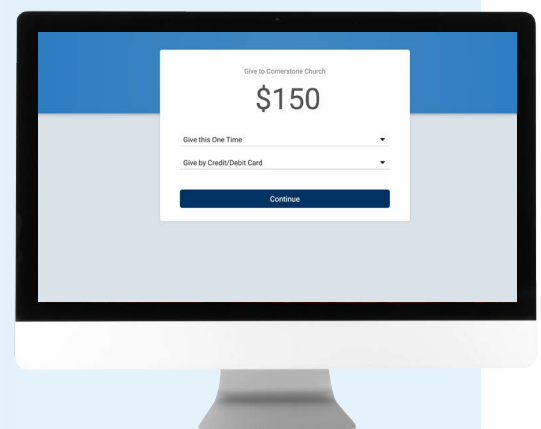 Give to Cornerstone Church
$150
Give this One Time
Give by Credit/Debit Card
Continue